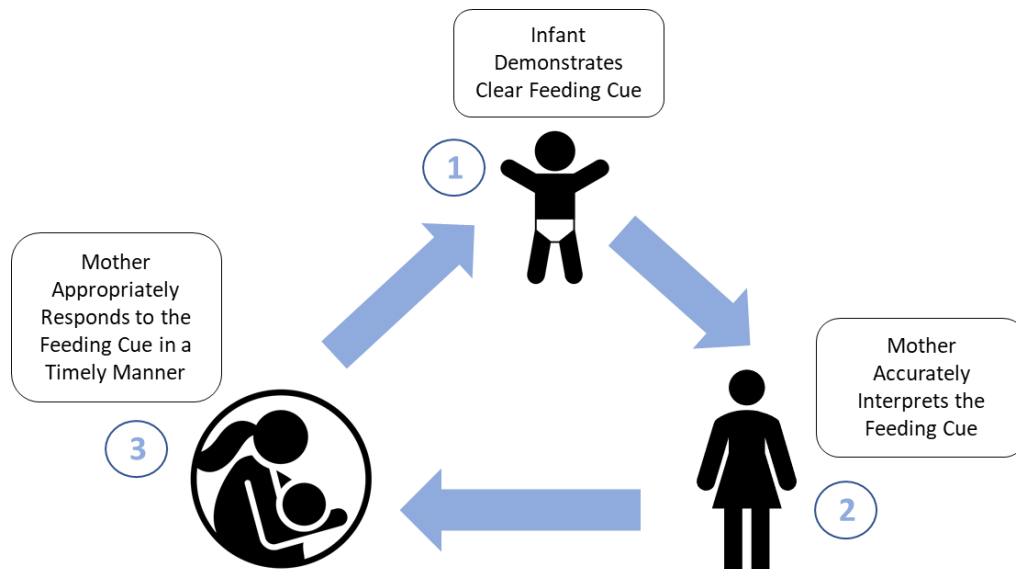 Infant
Demonstrates
Clear Feeding Cue
1
Mother
Accurately
Interprets the
Feeding Cue
2
Mother
Appropriately
Responds to the
Feeding Cue in a
Timely Manner
3